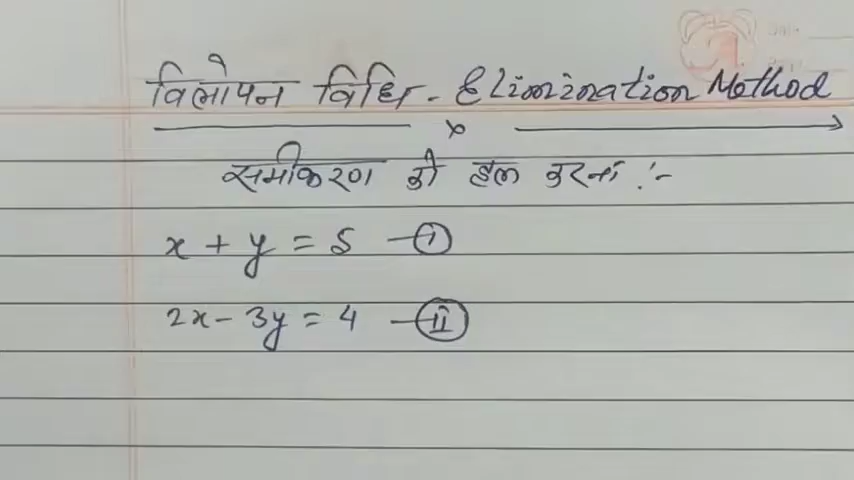 विलोपन विधि - Elimination Method
x
समीकरण को हल करना :-
x + y = 5 — (i)
2x - 3y = 4 — (ii)